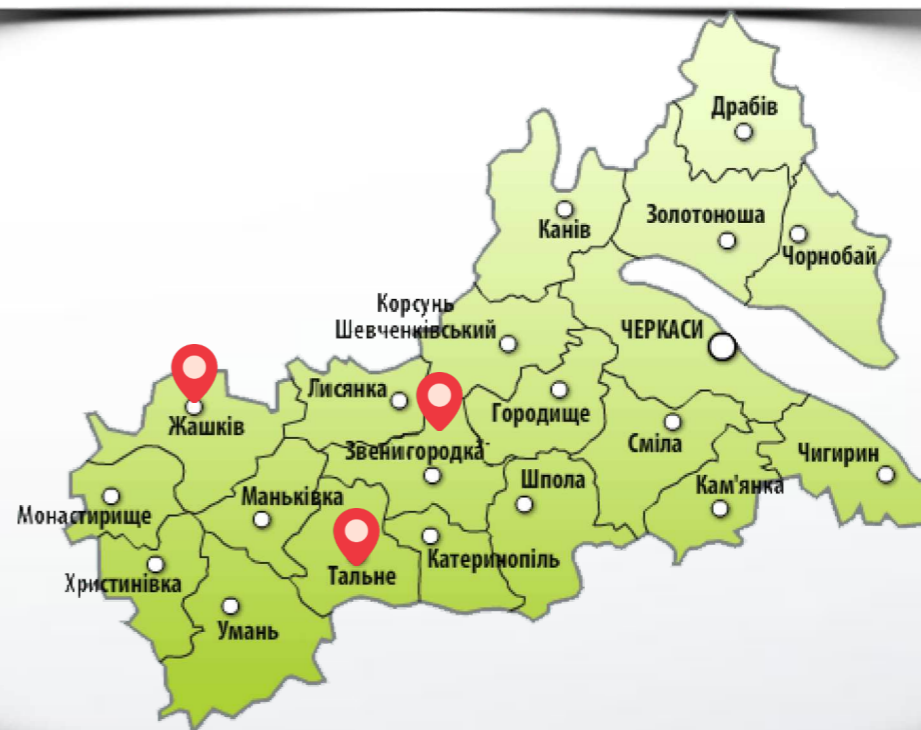 Драбів
Золотоноша
Канів
Чорнобай
Корсунь
Шевченківський
ЧЕРКАСИ
Лисянка
Городище
Жашків
Звенигородка
Сміла
Чигирин
Шпола
Кам'янка
Маньківка
Монастирище
Катеринопіль
Тальне
Христинівка
Умань